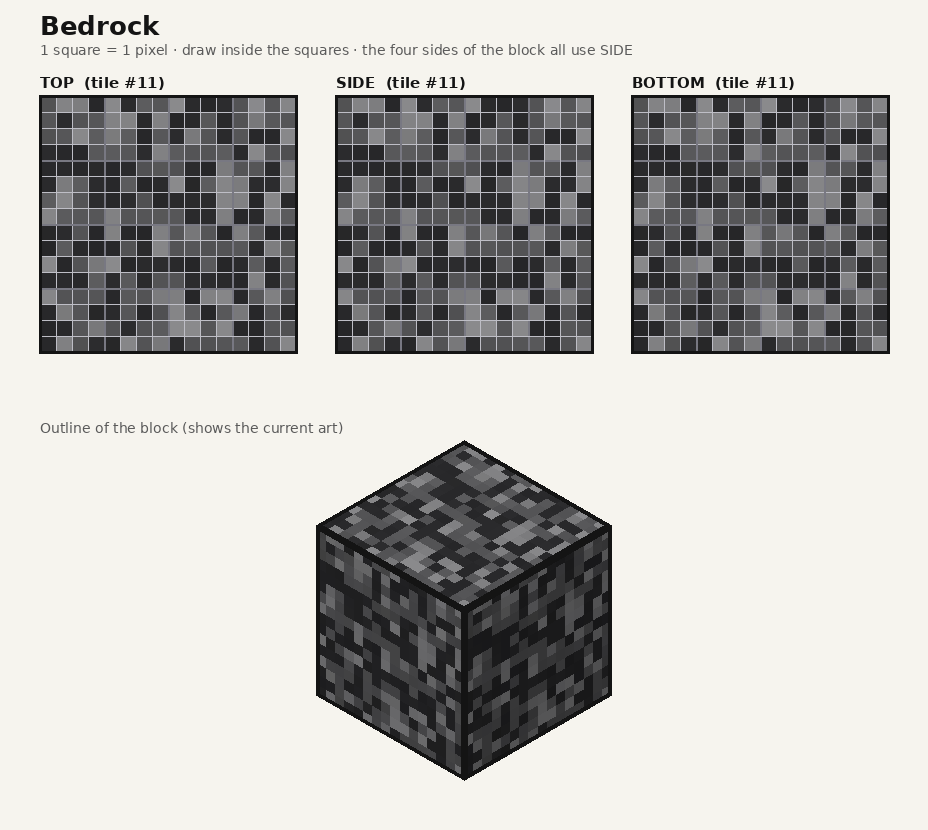 Bedrock
1 square = 1 pixel · draw inside the squares · the four sides of the block all use SIDE
TOP (tile #11)
SIDE (tile #11)
BOTTOM (tile #11)
Outline of the block (shows the current art)